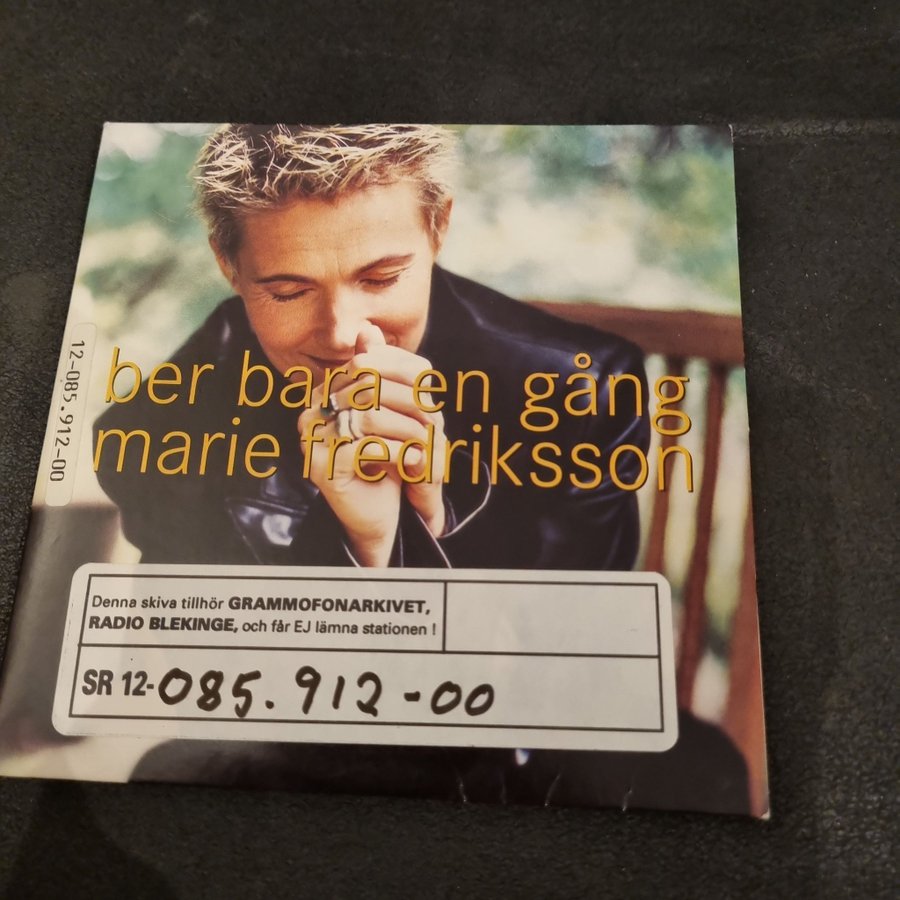 ber bara en gång
marie fredriksson
12-085.912-00
Denna skiva tillhör GRAMMOFONARKIVET,
RADIO BLEKINGE, och får EJ lämna stationen !
SR 12-085.912-00